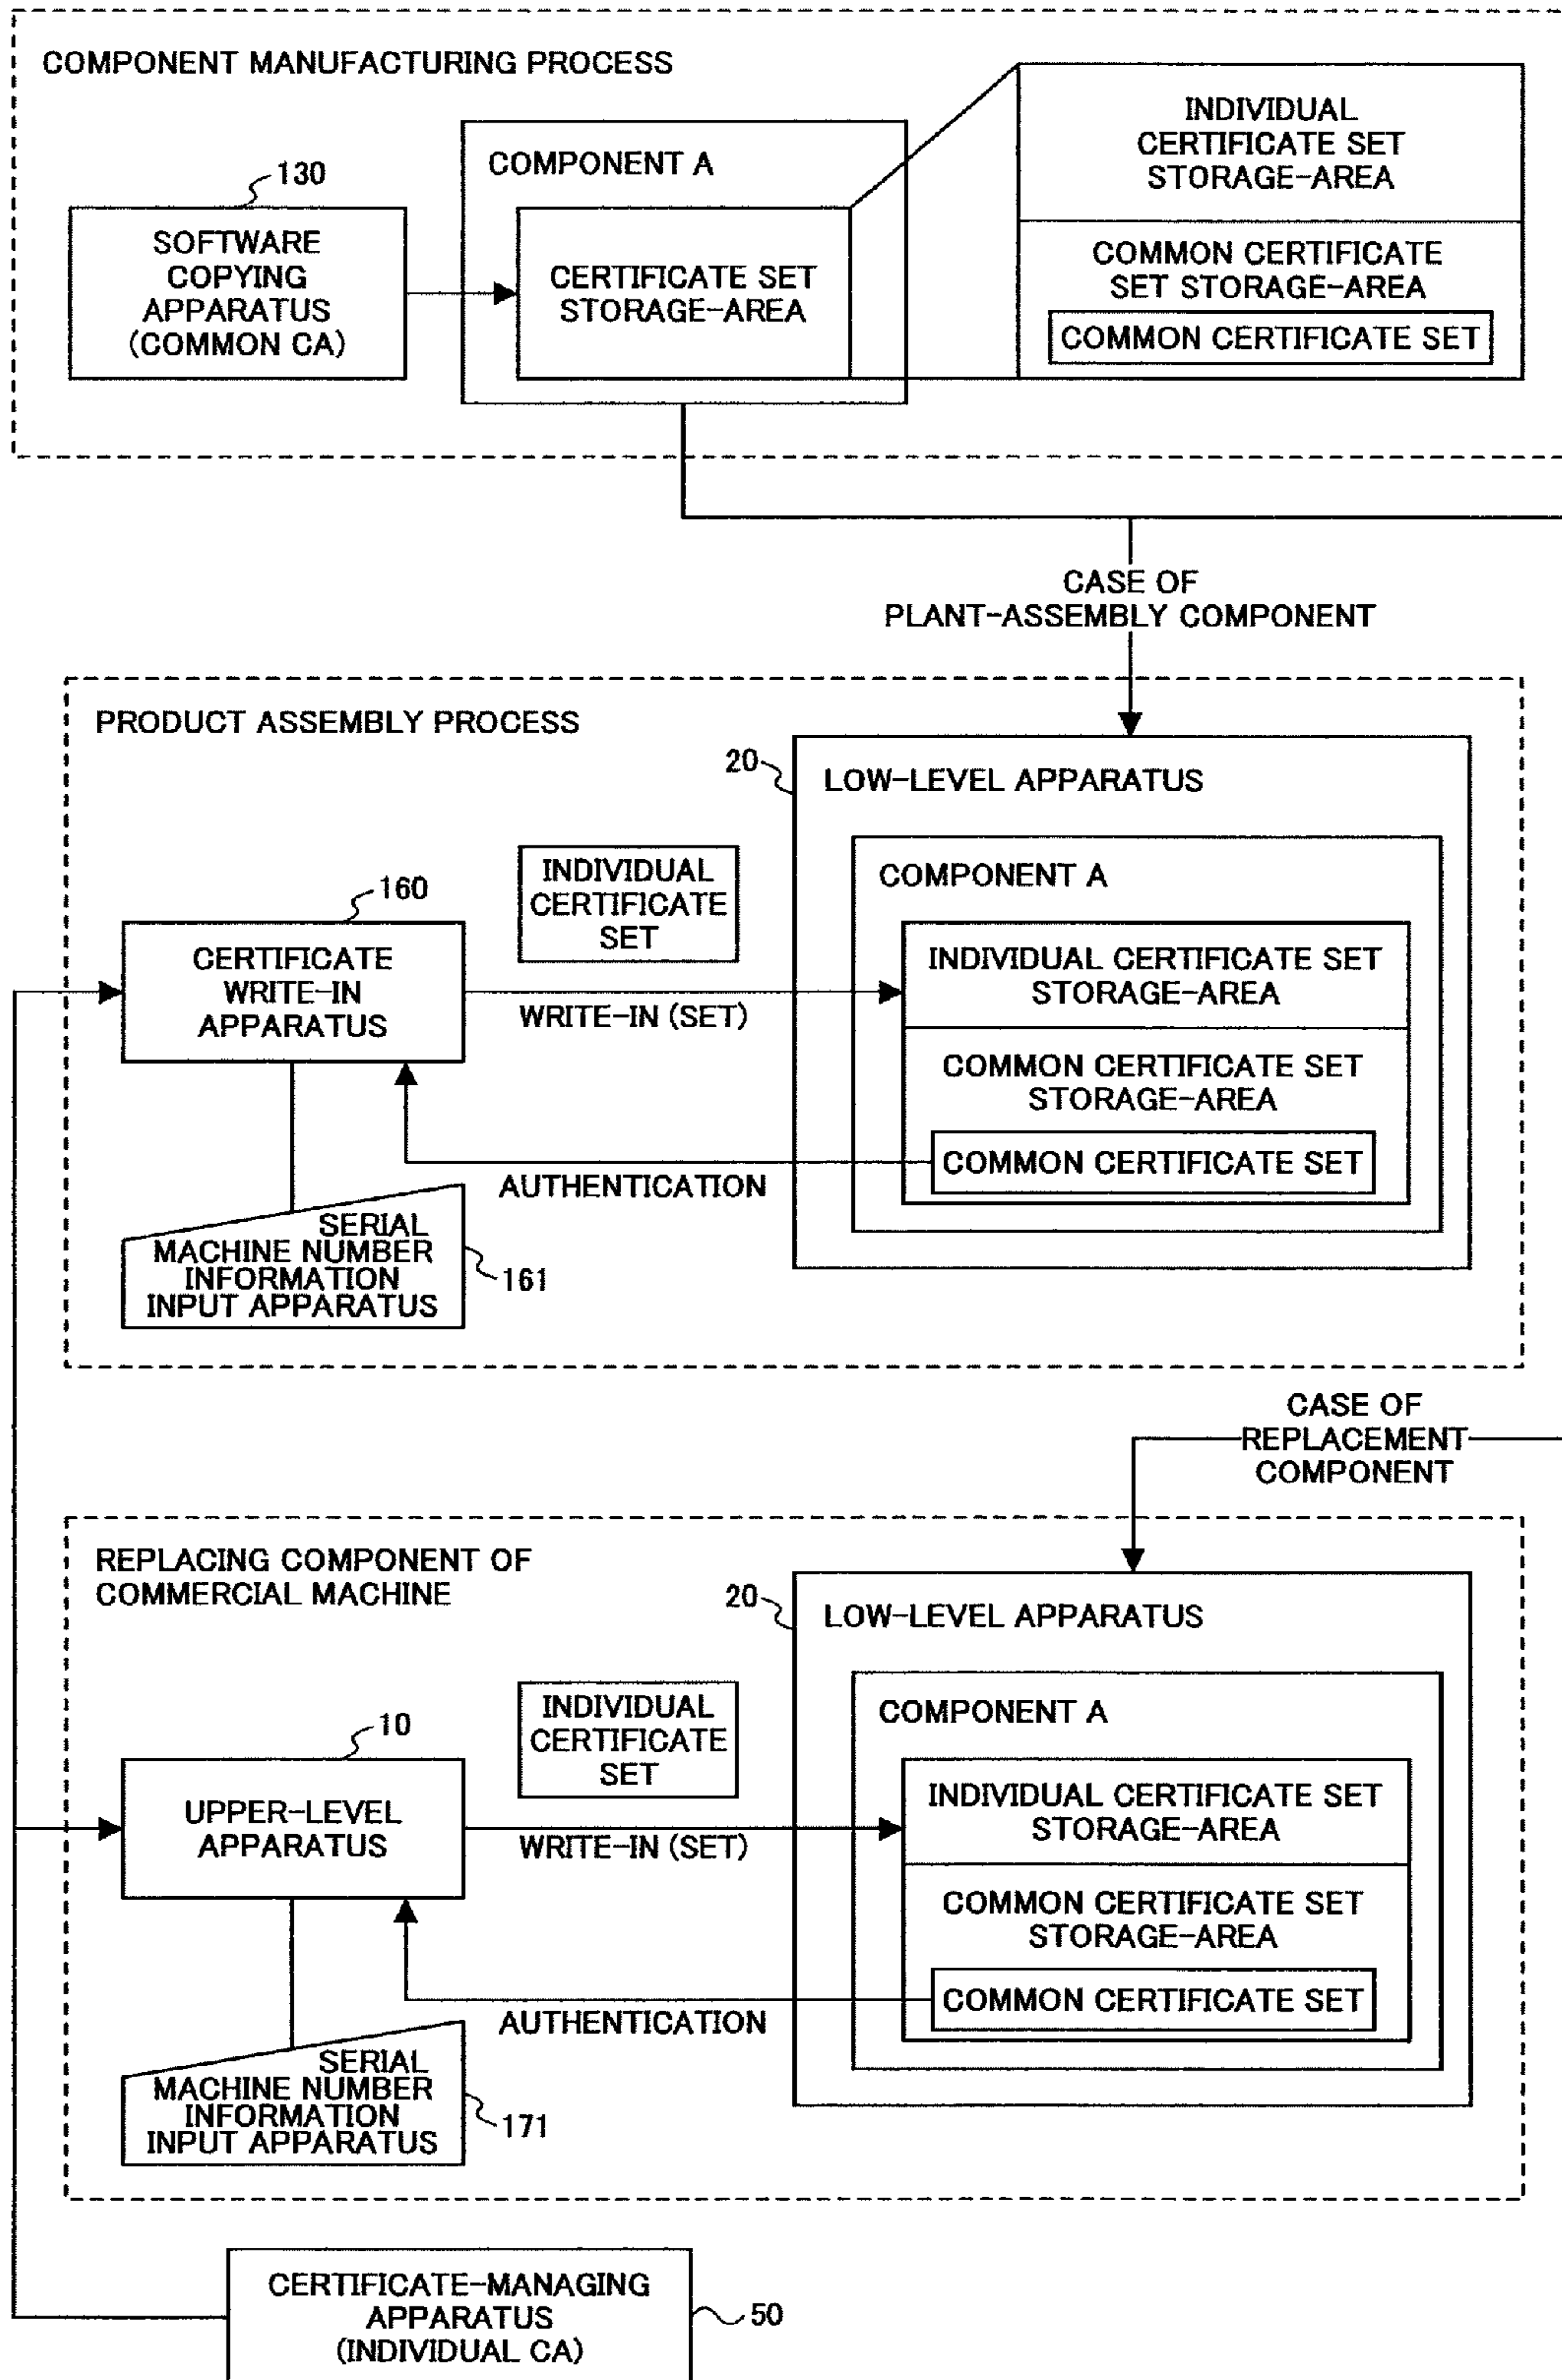 COMPONENT MANUFACTURING PROCESS
130
SOFTWARE
COPYING
APPARATUS
(COMMON CA)
COMPONENT A
CERTIFICATE SET
STORAGE-AREA
INDIVIDUAL
CERTIFICATE SET
STORAGE-AREA
COMMON CERTIFICATE
SET STORAGE-AREA
COMMON CERTIFICATE SET
CASE OF
PLANT-ASSEMBLY COMPONENT
PRODUCT ASSEMBLY PROCESS
20
LOW-LEVEL APPARATUS
COMPONENT A
INDIVIDUAL
CERTIFICATE
SET
160
CERTIFICATE
WRITE-IN
APPARATUS
WRITE-IN (SET)
INDIVIDUAL CERTIFICATE SET
STORAGE-AREA
COMMON CERTIFICATE SET
STORAGE-AREA
COMMON CERTIFICATE SET
AUTHENTICATION
SERIAL
MACHINE NUMBER
INFORMATION
INPUT APPARATUS
161
CASE OF
REPLACEMENT
COMPONENT
REPLACING COMPONENT OF
COMMERCIAL MACHINE
20
LOW-LEVEL APPARATUS
COMPONENT A
INDIVIDUAL
CERTIFICATE
SET
10
UPPER-LEVEL
APPARATUS
WRITE-IN (SET)
INDIVIDUAL CERTIFICATE SET
STORAGE-AREA
COMMON CERTIFICATE SET
STORAGE-AREA
COMMON CERTIFICATE SET
AUTHENTICATION
SERIAL
MACHINE NUMBER
INFORMATION
INPUT APPARATUS
171
CERTIFICATE-MANAGING
APPARATUS
(INDIVIDUAL CA)
50